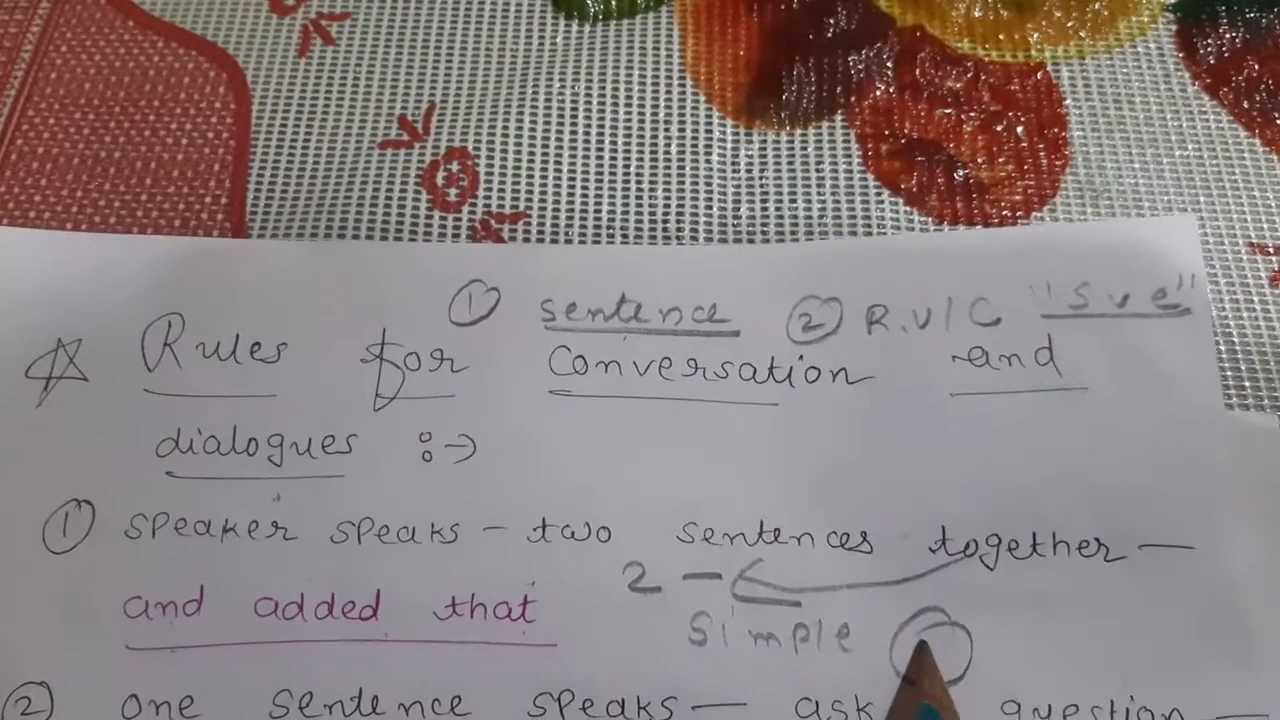 ① sentence ② R.V/C "Sve"
☆ Rules for Conversation and
dialogues :→
① speaker speaks - two sentences together —
2 -
and added that
simple
② one sentence speaks — ask question —